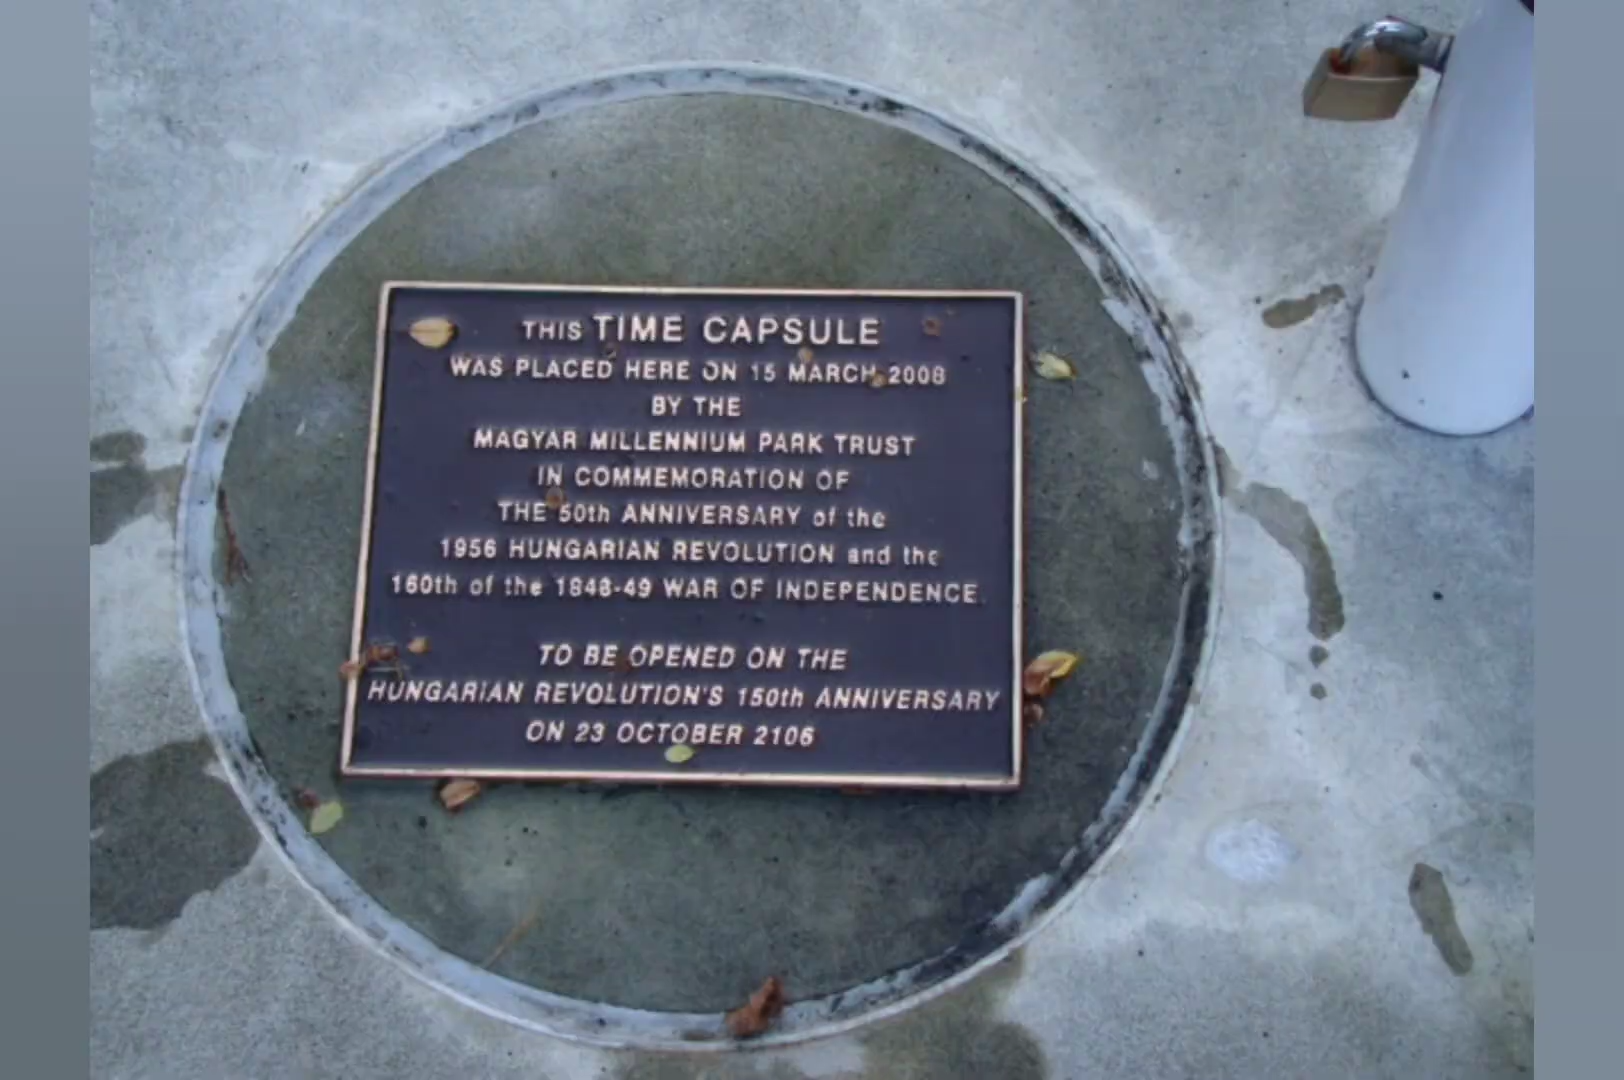 THIS TIME CAPSULE
WAS PLACED HERE ON 15 MARCH 2008
BY THE
MAGYAR MILLENNIUM PARK TRUST
IN COMMEMORATION OF
THE 50th ANNIVERSARY of the
1956 HUNGARIAN REVOLUTION and the
160th of the 1848-49 WAR OF INDEPENDENCE.
TO BE OPENED ON THE
HUNGARIAN REVOLUTION'S 150th ANNIVERSARY
ON 23 OCTOBER 2106